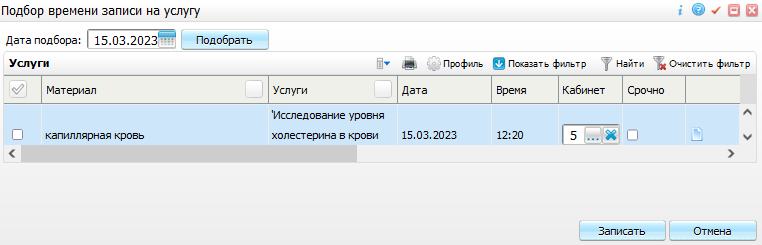 Подбор времени записи на услугу
Дата подбора: 15.03.2023 Подобрать
Услуги Профиль Показать фильтр Найти Очистить фильтр
Материал Услуги Дата Время Кабинет Срочно
'Исследование уровня
капиллярная кровь холестерина в крови 15.03.2023 12:20 5 ...
Записать Отмена